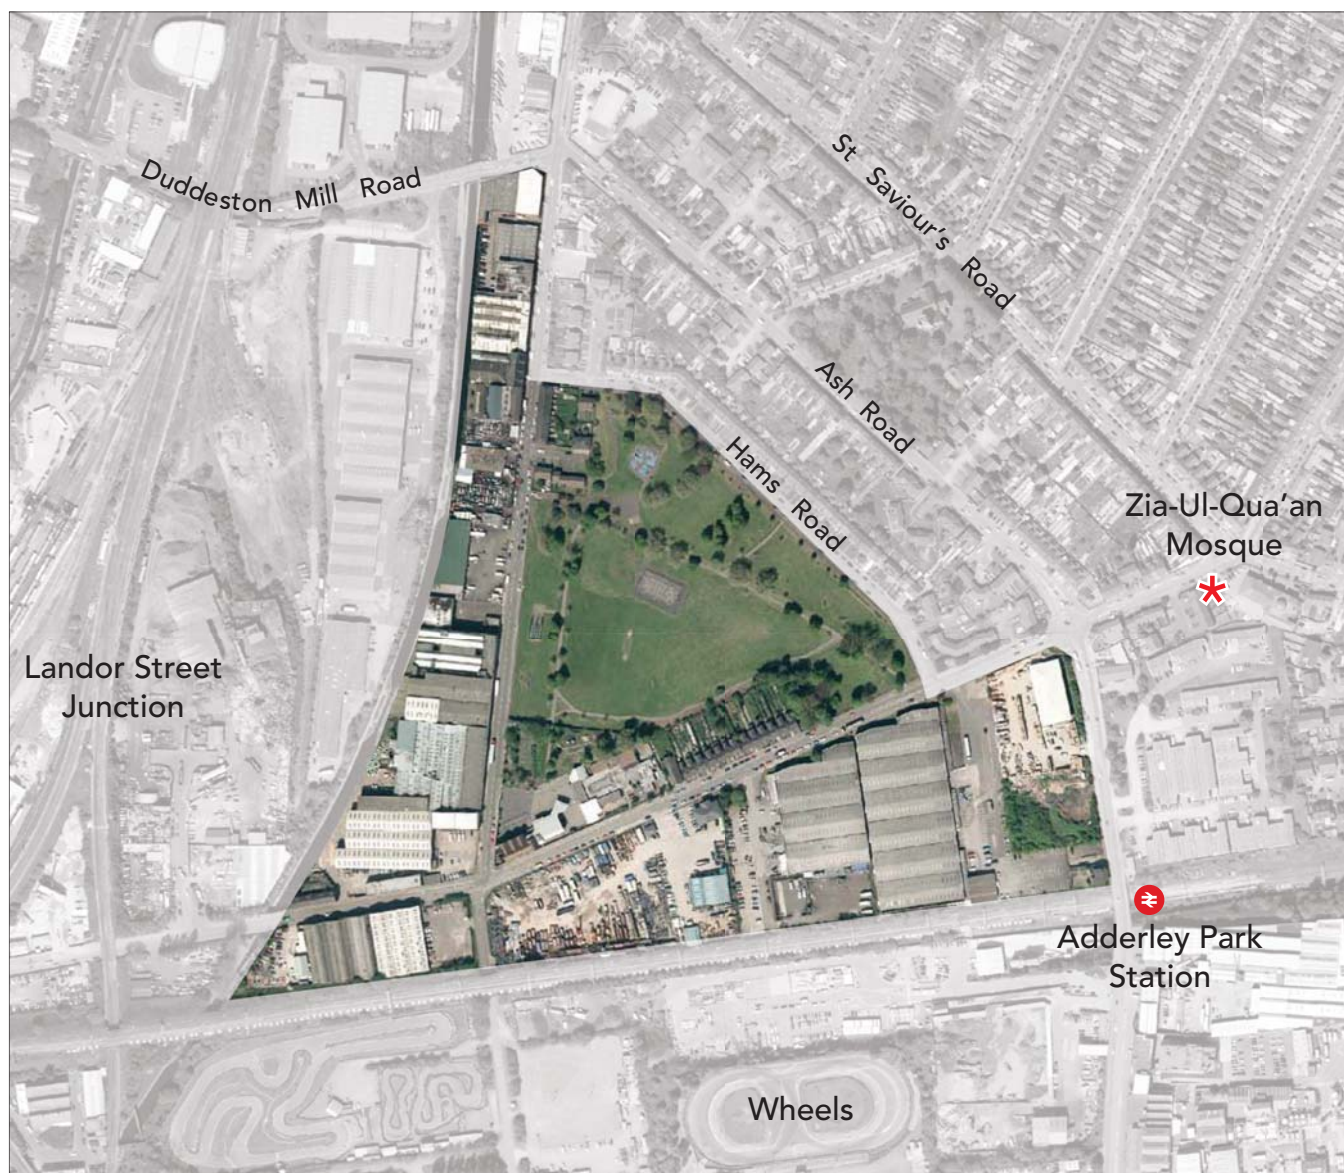 Duddeston Mill Road
St Saviour's Road
Ash Road
Hams Road
Zia-Ul-Qua'an
Mosque
Landor Street
Junction
Adderley Park
Station
Wheels